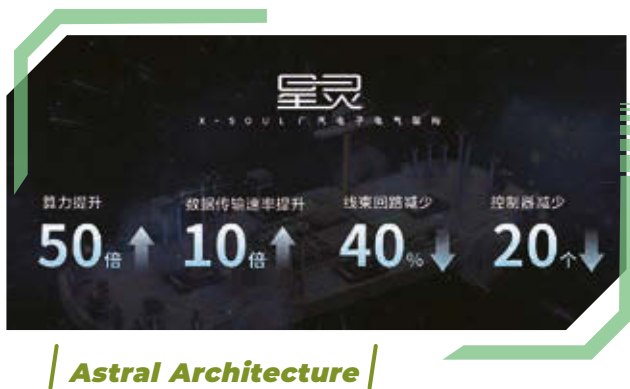 星灵
X-SOUL 广汽电子电气架构
算力提升 数据传输速率提升 线束回路减少 控制器减少
50倍 10倍 40% 20个
Astral Architecture